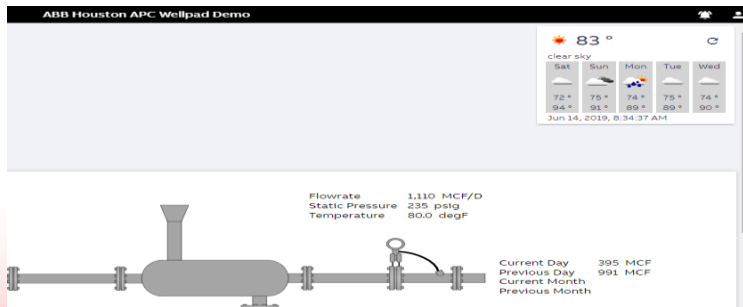 ABB Houston APC Wellpad Demo
83 °
clear sky
Sat Sun Mon Tue Wed
72 ° 75 ° 74 ° 75 ° 74 °
94 ° 91 ° 89 ° 89 ° 90 °
Jun 14, 2019, 8:34:37 AM
Flowrate 1,110 MCF/D
Static Pressure 235 psig
Temperature 80.0 degF
Current Day 395 MCF
Previous Day 991 MCF
Current Month
Previous Month